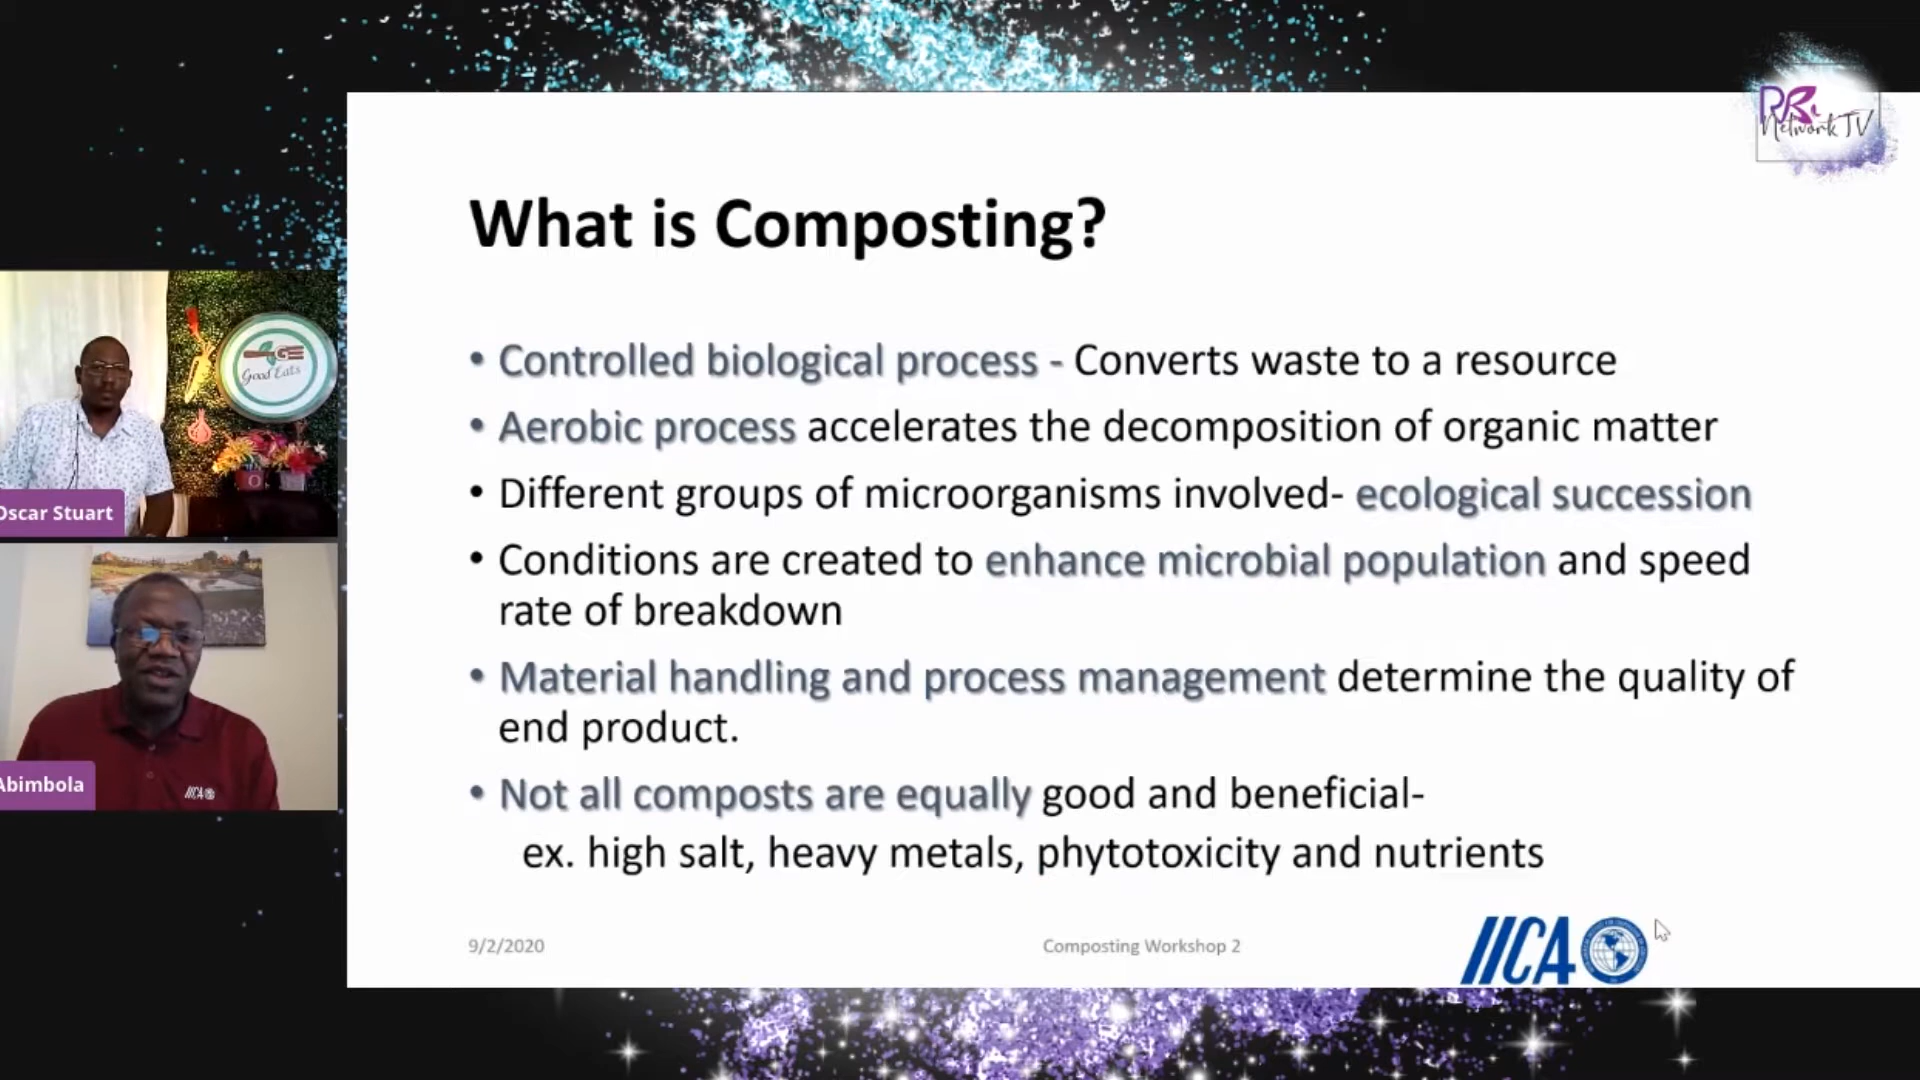 PR
Network TV
What is Composting?
• Controlled biological process - Converts waste to a resource
• Aerobic process accelerates the decomposition of organic matter
• Different groups of microorganisms involved- ecological succession
• Conditions are created to enhance microbial population and speed
rate of breakdown
• Material handling and process management determine the quality of
end product.
• Not all composts are equally good and beneficial-
ex. high salt, heavy metals, phytotoxicity and nutrients
9/2/2020
Composting Workshop 2
IICA
GE
Good Eats
Oscar Stuart
Abimbola
IICA